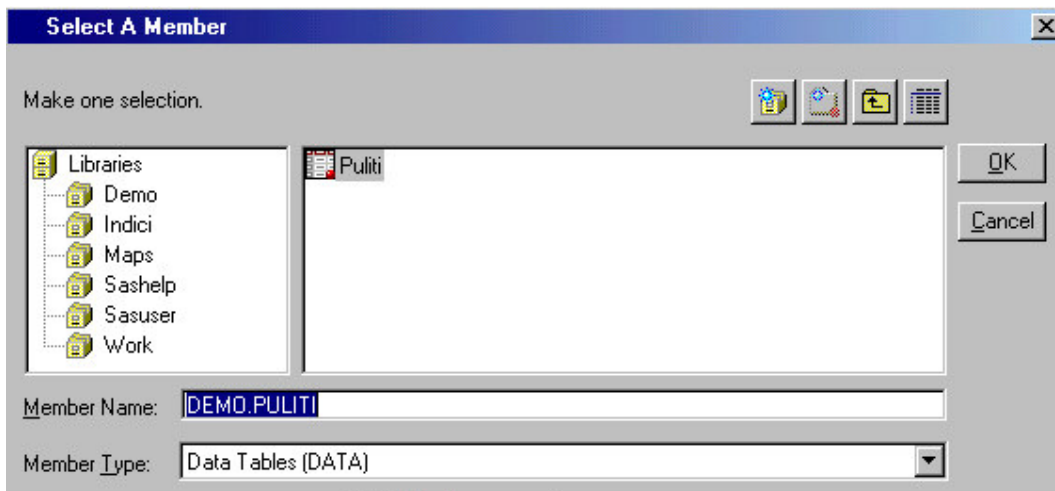 Select A Member
Make one selection.
Libraries
Demo
Indici
Maps
Sashelp
Sasuser
Work
Puliti
OK
Cancel
Member Name: DEMO.PULITI
Member Type: Data Tables (DATA)